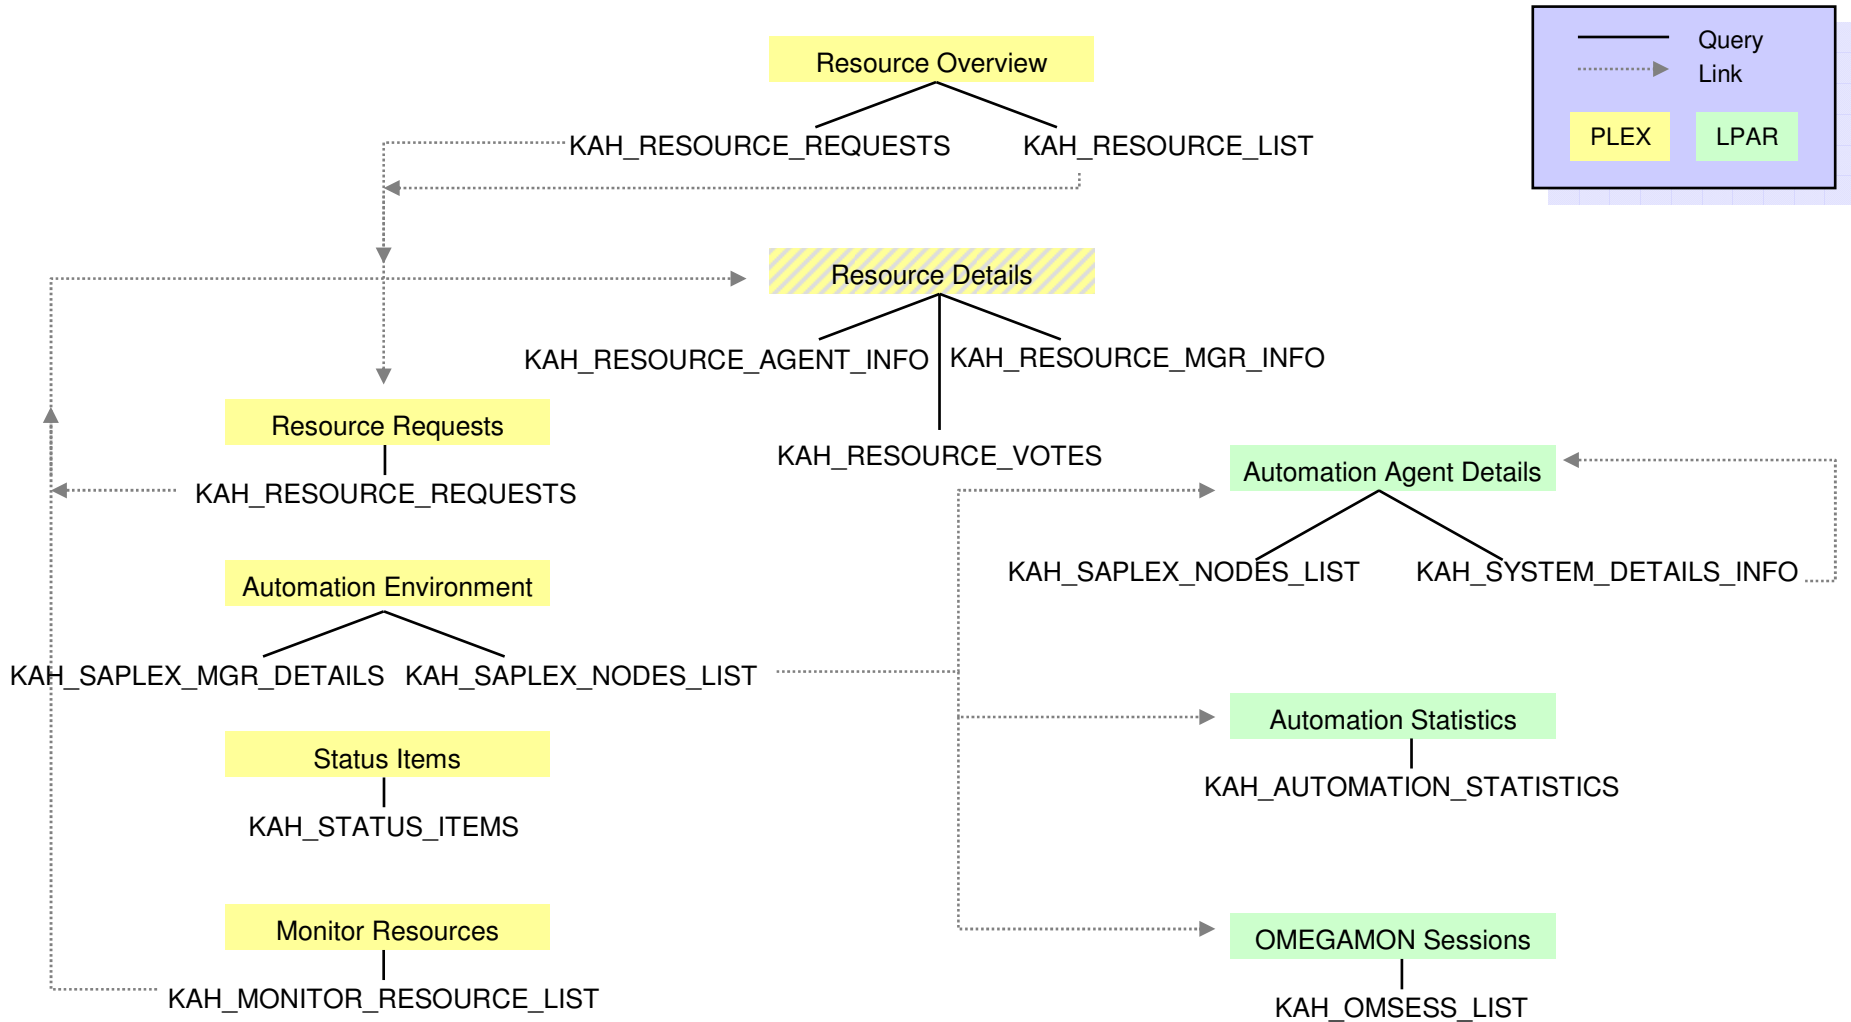 Resource Overview
KAH_RESOURCE_REQUESTS
KAH_RESOURCE_LIST
Query
Link
PLEX
LPAR
Resource Details
KAH_RESOURCE_AGENT_INFO
KAH_RESOURCE_MGR_INFO
KAH_RESOURCE_VOTES
Resource Requests
KAH_RESOURCE_REQUESTS
Automation Agent Details
KAH_SAPLEX_NODES_LIST
KAH_SYSTEM_DETAILS_INFO
Automation Environment
KAH_SAPLEX_MGR_DETAILS
KAH_SAPLEX_NODES_LIST
Automation Statistics
KAH_AUTOMATION_STATISTICS
Status Items
KAH_STATUS_ITEMS
Monitor Resources
KAH_MONITOR_RESOURCE_LIST
OMEGAMON Sessions
KAH_OMSESS_LIST